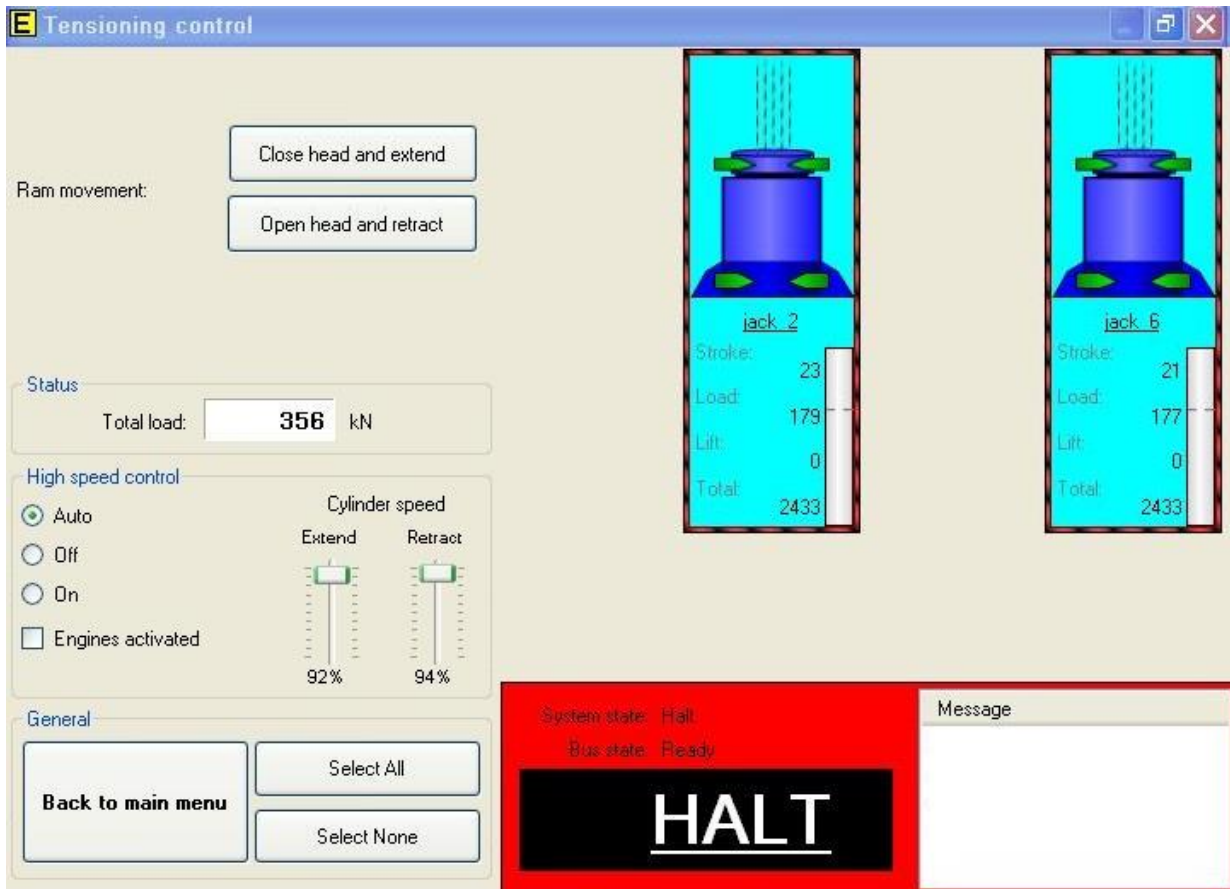 E Tensioning control
Close head and extend
Ram movement:
Open head and retract
Status
Total load: 356 kN
High speed control
Auto
Off
On
Engines activated
Cylinder speed
Extend Retract
92% 94%
General
Back to main menu
Select All
Select None
jack 2
Stroke:
23
Load:
179
Lift:
0
Total:
2433
jack 6
Stroke:
21
Load:
177
Lift:
0
Total:
2433
System state: Halt
Bus state: Ready
HALT
Message